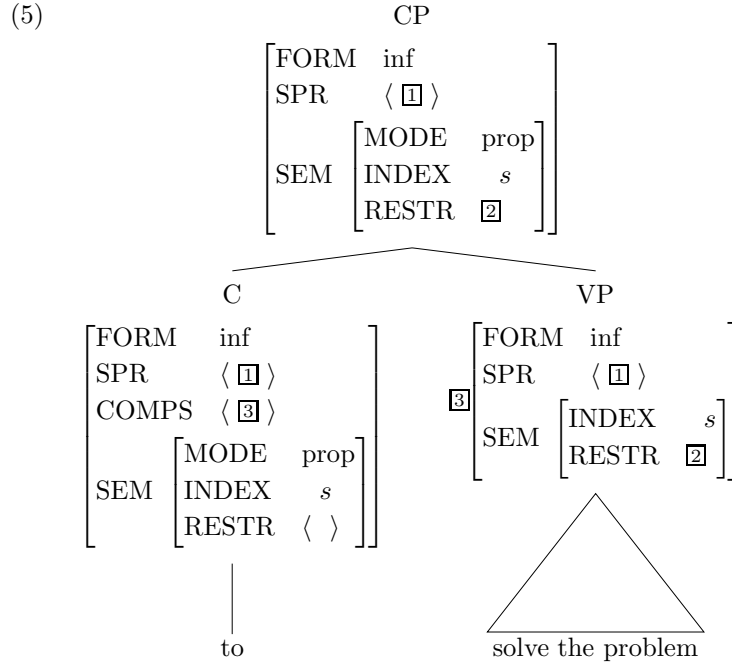 (5) CP
FORM inf
SPR ⟨ 1 ⟩
SEM MODE prop
INDEX s
RESTR 2
C VP
FORM inf FORM inf
SPR ⟨ 1 ⟩ SPR ⟨ 1 ⟩
COMPS ⟨ 3 ⟩ 3 SEM INDEX s
SEM MODE prop RESTR 2
INDEX s
RESTR ⟨ ⟩
to solve the problem